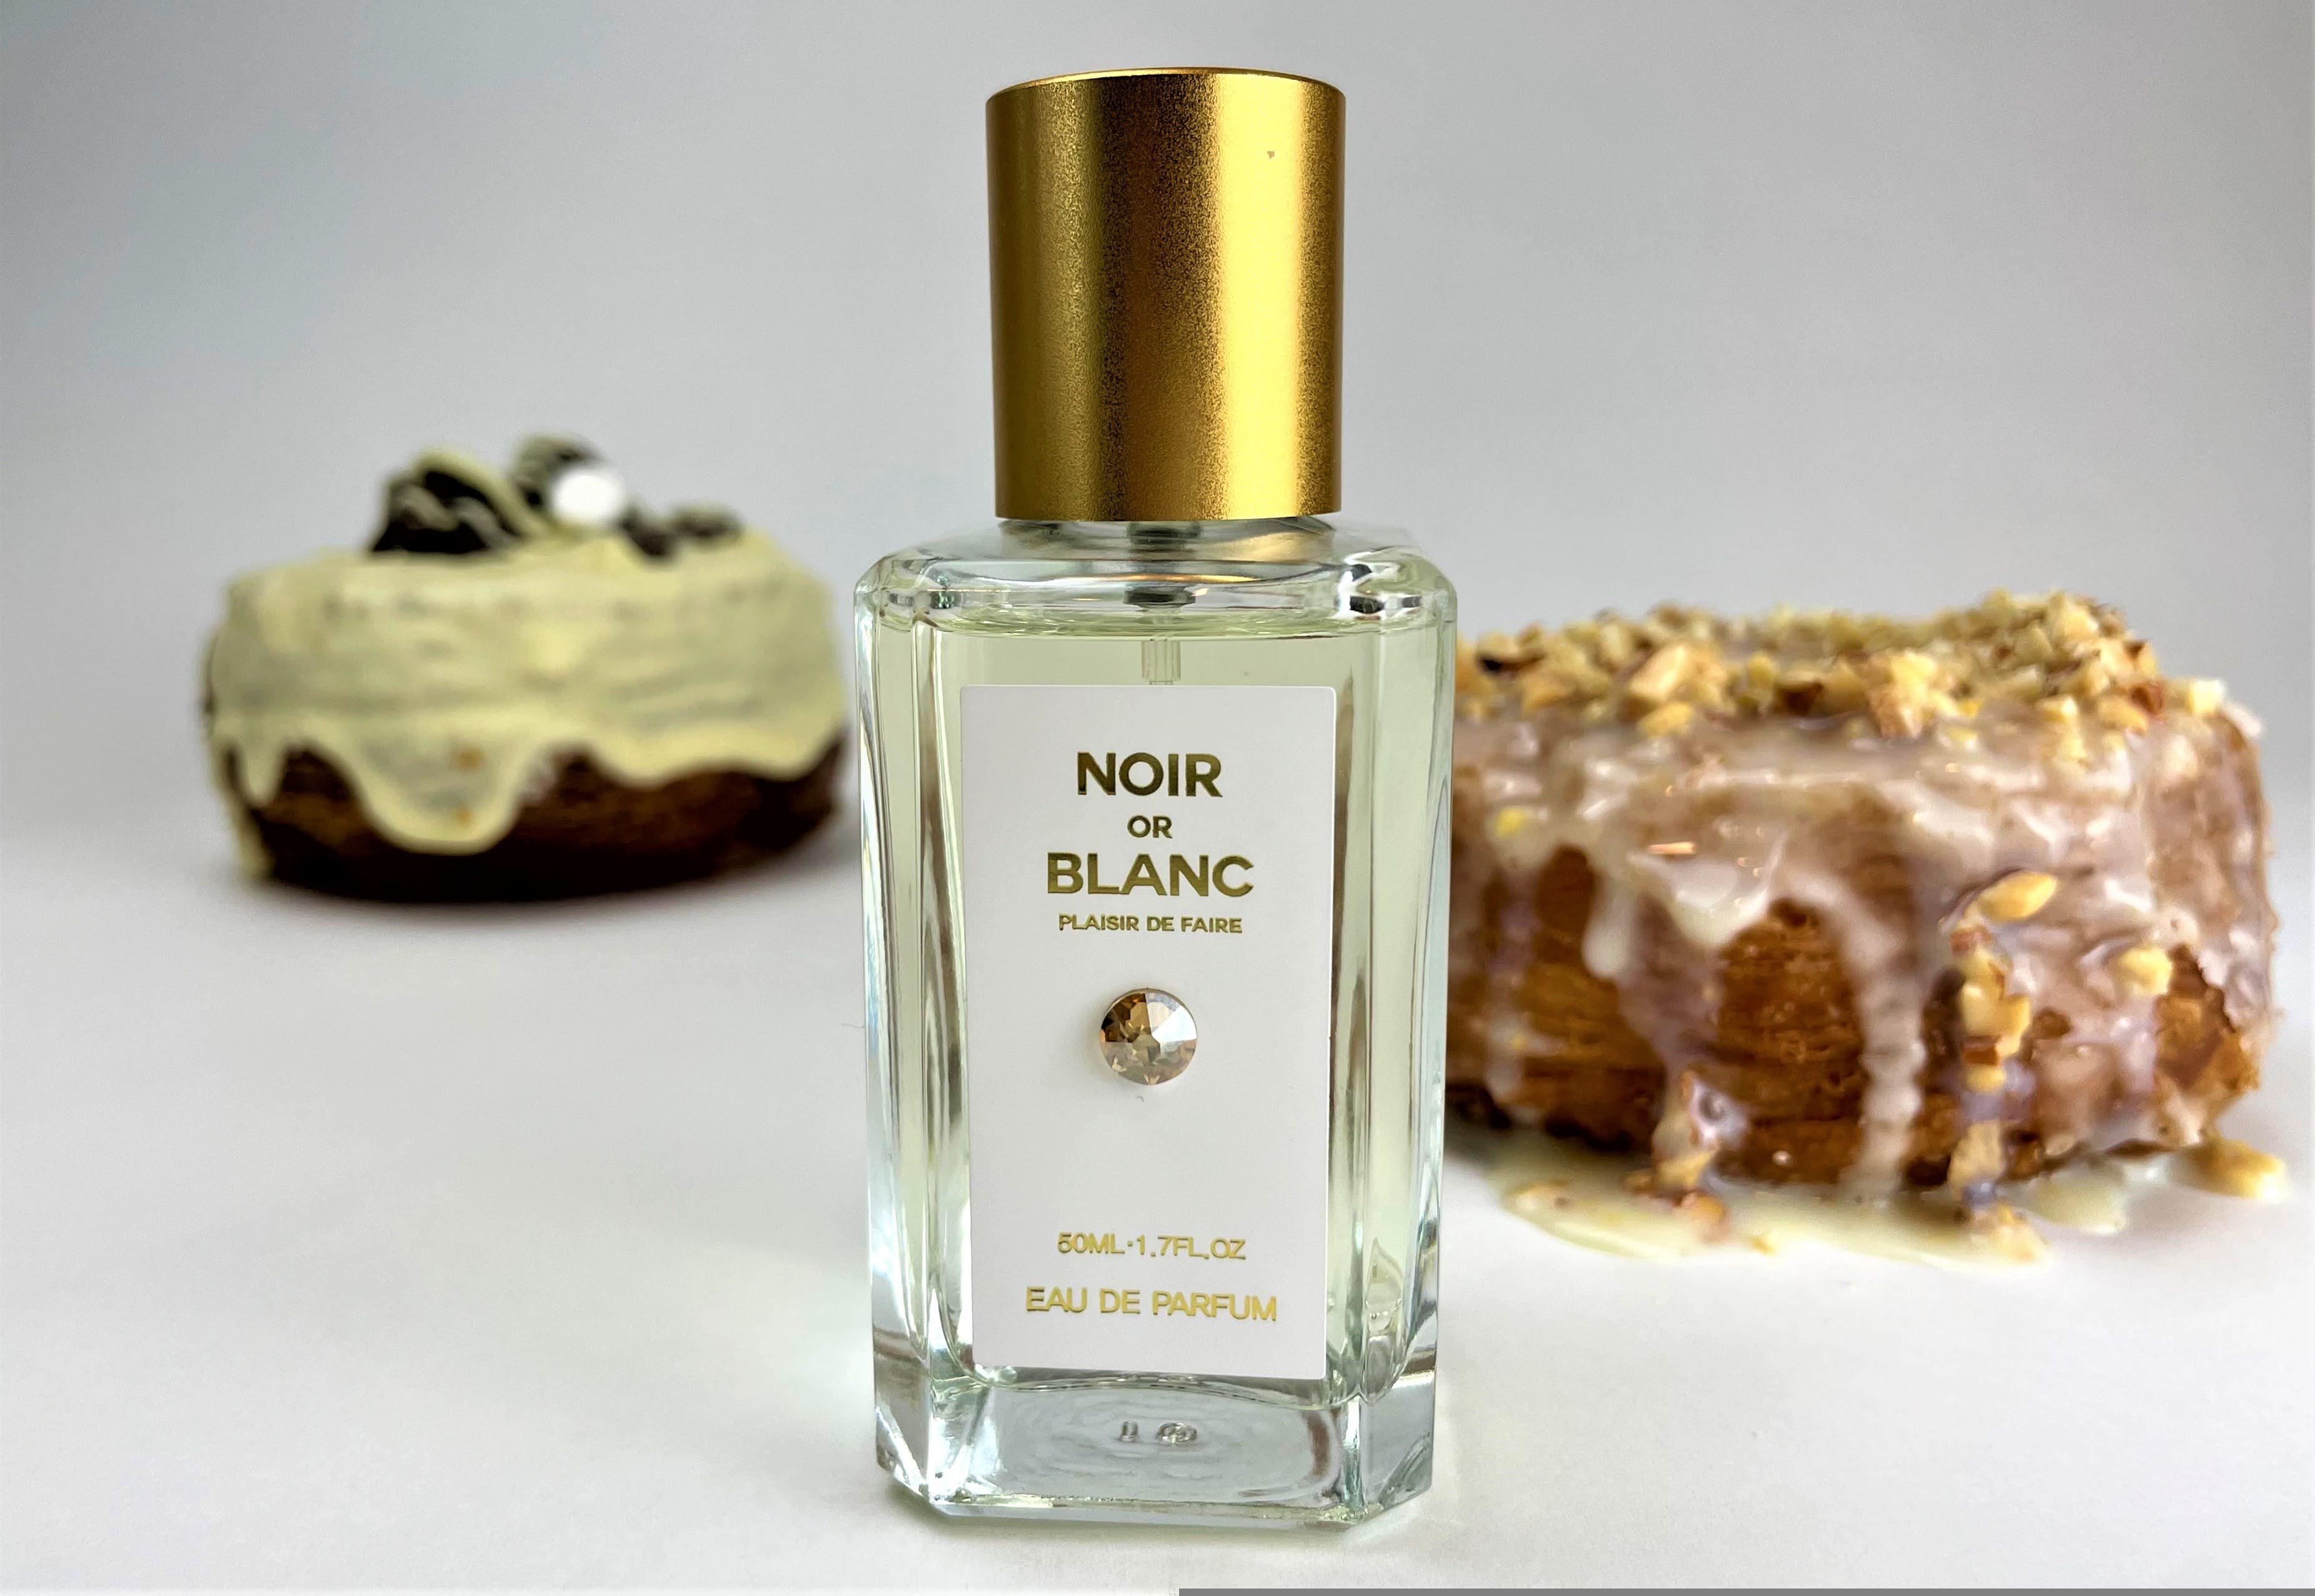 NOIR
OR
BLANC
PLAISIR DE FAIRE
50ML·1.7FL.OZ
EAU DE PARFUM